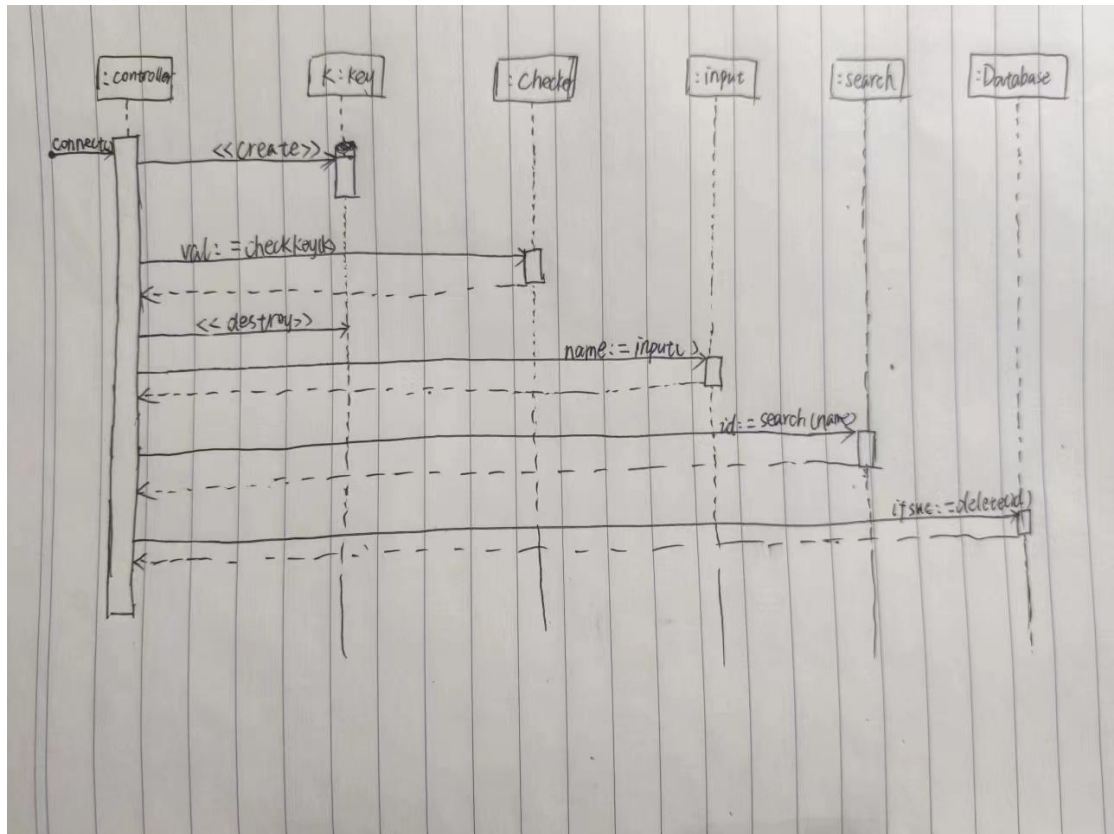 :controller
K:key
:Checker
:input
:search
:Database
connect()
<<create>>
val:=checkkey(k)
<<destroy>>
name:=input( )
id:=search(name)
ifsuc:=delete(id)